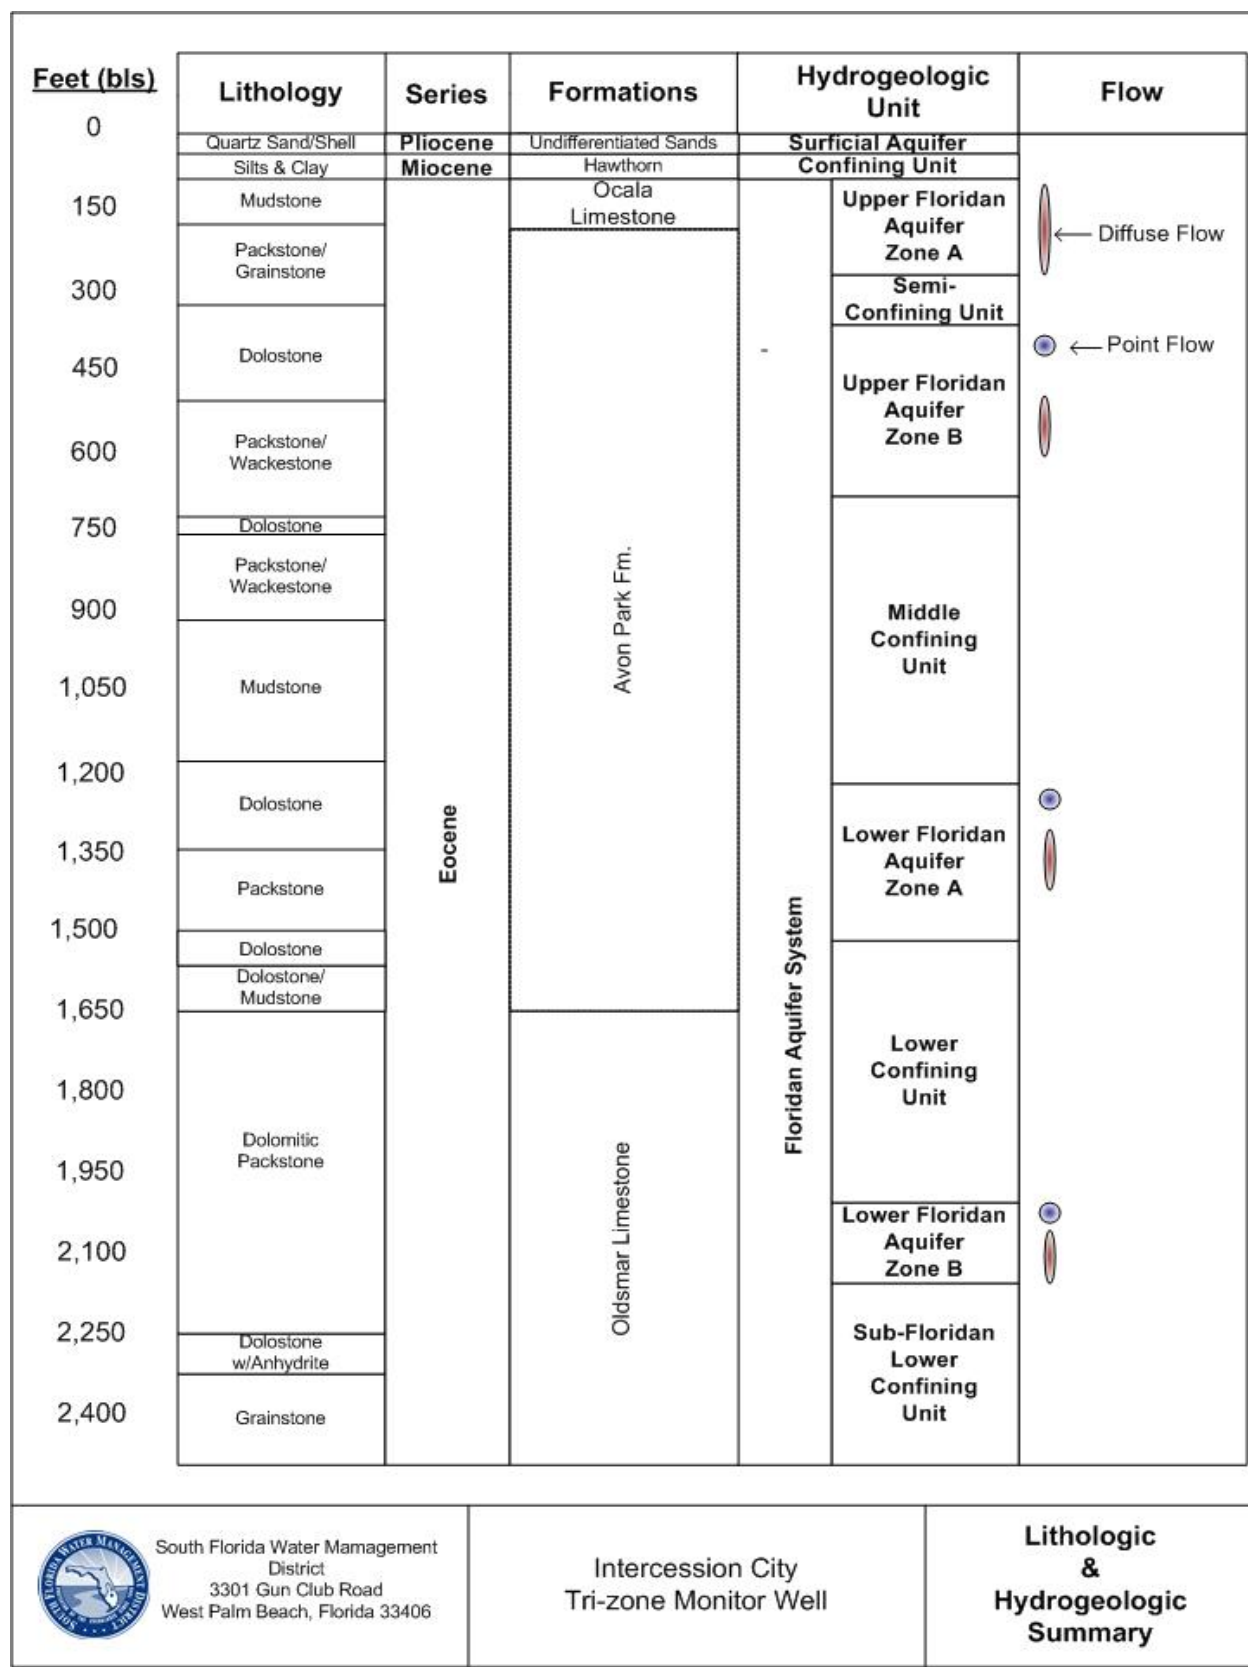 Feet (bls)
Lithology
Series
Formations
Hydrogeologic
Unit
Flow
0
Quartz Sand/Shell
Pliocene
Undifferentiated Sands
Surficial Aquifer
Silts & Clay
Miocene
Hawthorn
Confining Unit
150
Mudstone
Ocala
Limestone
Upper Floridan
Aquifer
Zone A
Diffuse Flow
Packstone/
Grainstone
300
Semi-
Confining Unit
Dolostone
-
Point Flow
450
Upper Floridan
Aquifer
Zone B
600
Packstone/
Wackestone
750
Dolostone
Packstone/
Wackestone
Avon Park Fm.
900
Middle
Confining
Unit
1,050
Mudstone
1,200
Dolostone
Eocene
Lower Floridan
Aquifer
Zone A
1,350
Packstone
1,500
Dolostone
Floridan Aquifer System
Dolostone/
Mudstone
1,650
Lower
Confining
Unit
1,800
Dolomitic
Packstone
1,950
Oldsmar Limestone
Lower Floridan
Aquifer
Zone B
2,100
2,250
Dolostone
w/Anhydrite
Sub-Floridan
Lower
Confining
Unit
2,400
Grainstone
SOUTH FLORIDA WATER MANAGEMENT DISTRICT
South Florida Water Mamagement
District
3301 Gun Club Road
West Palm Beach, Florida 33406
Intercession City
Tri-zone Monitor Well
Lithologic
&
Hydrogeologic
Summary